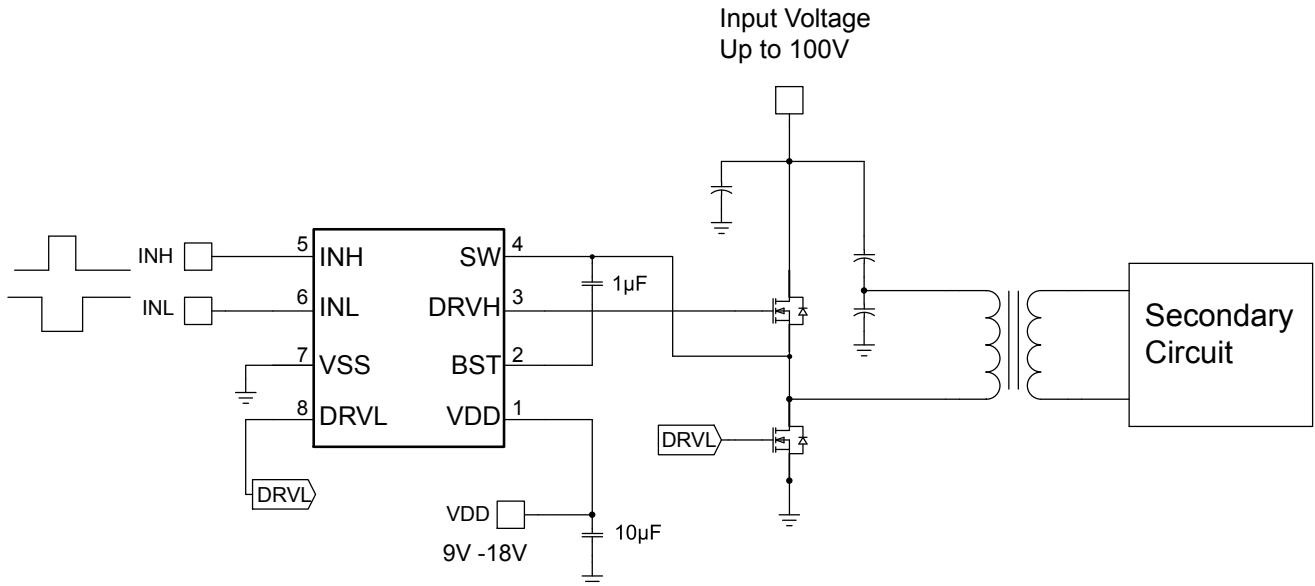 Input Voltage
Up to 100V
INH
5
INH
SW
4
1µF
INL
6
INL
DRVH
3
7
VSS
BST
2
8
DRVL
VDD
1
DRVL
DRVL
VDD
10µF
9V -18V
Secondary
Circuit